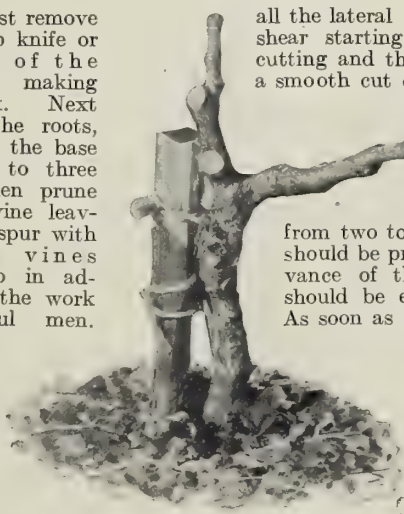 st remove all the lateral
o knife or shear starting
of the cutting and th
making a smooth cut
t. Next
he roots,
the base
to three
en prune
vine leav-
spur with from two to
vines should be pr
o in ad- vance of th
the work should be e
ul men. As soon as